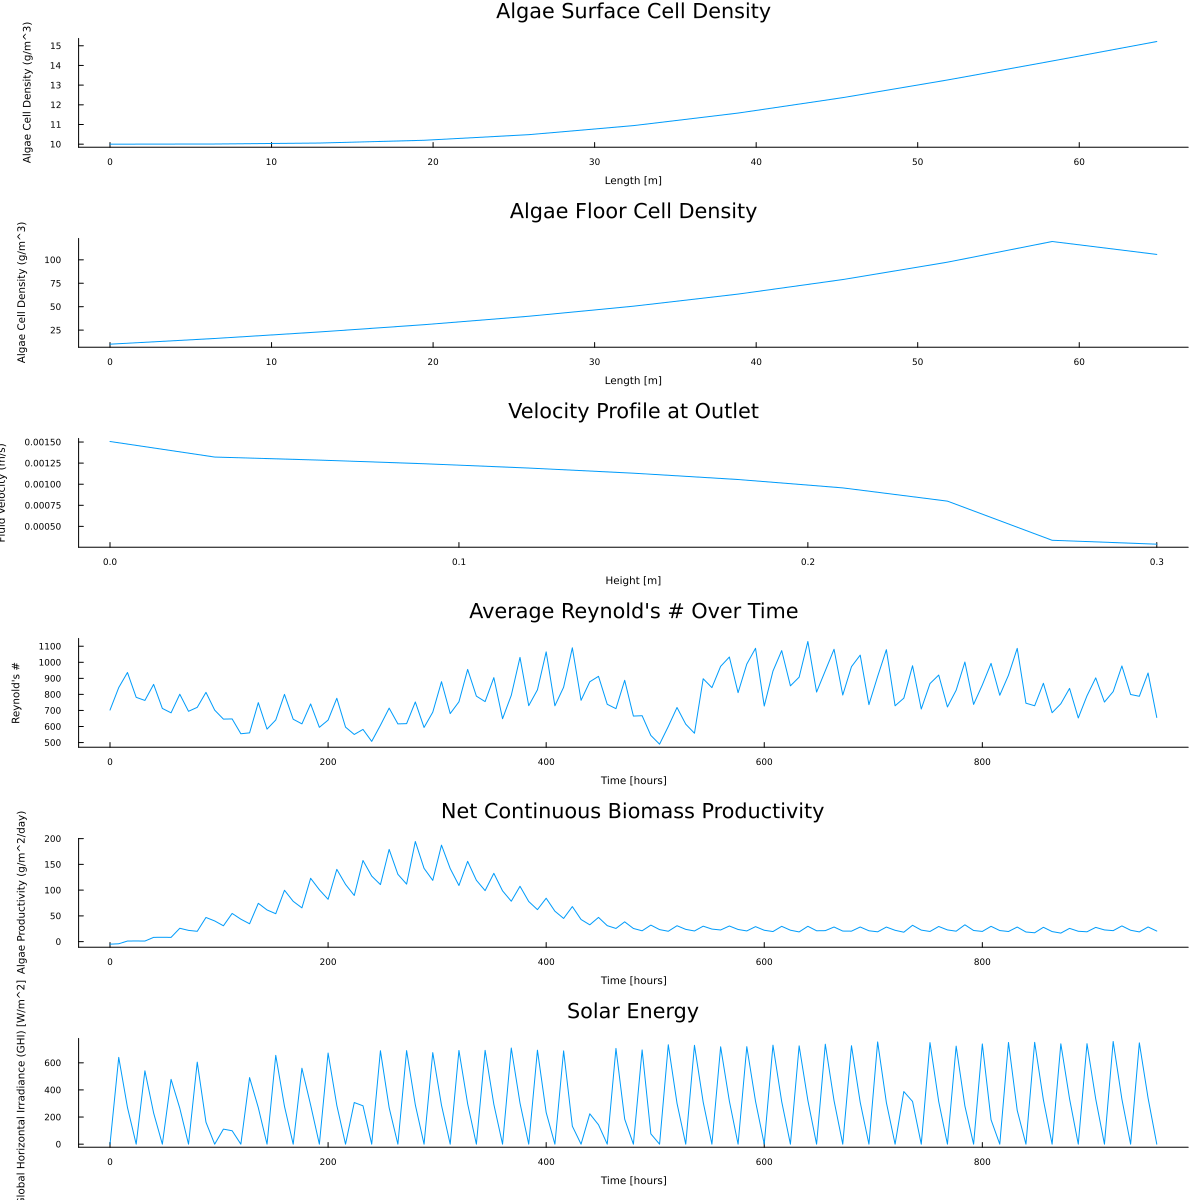 Algae Surface Cell Density
Algae Cell Density (g/m^3)
15
14
13
12
11
10
0 10 20 30 40 50 60
Length [m]
Algae Floor Cell Density
Algae Cell Density (g/m^3)
100
75
50
25
0 10 20 30 40 50 60
Length [m]
Velocity Profile at Outlet
Fluid Velocity (m/s)
0.00150
0.00125
0.00100
0.00075
0.00050
0.0 0.1 0.2 0.3
Height [m]
Average Reynold's # Over Time
Reynold's #
1100
1000
900
800
700
600
500
0 200 400 600 800
Time [hours]
Net Continuous Biomass Productivity
Algae Productivity (g/m^2/day)
200
150
100
50
0
0 200 400 600 800
Time [hours]
Solar Energy
Global Horizontal Irradiance (GHI) [W/m^2]
600
400
200
0
0 200 400 600 800
Time [hours]